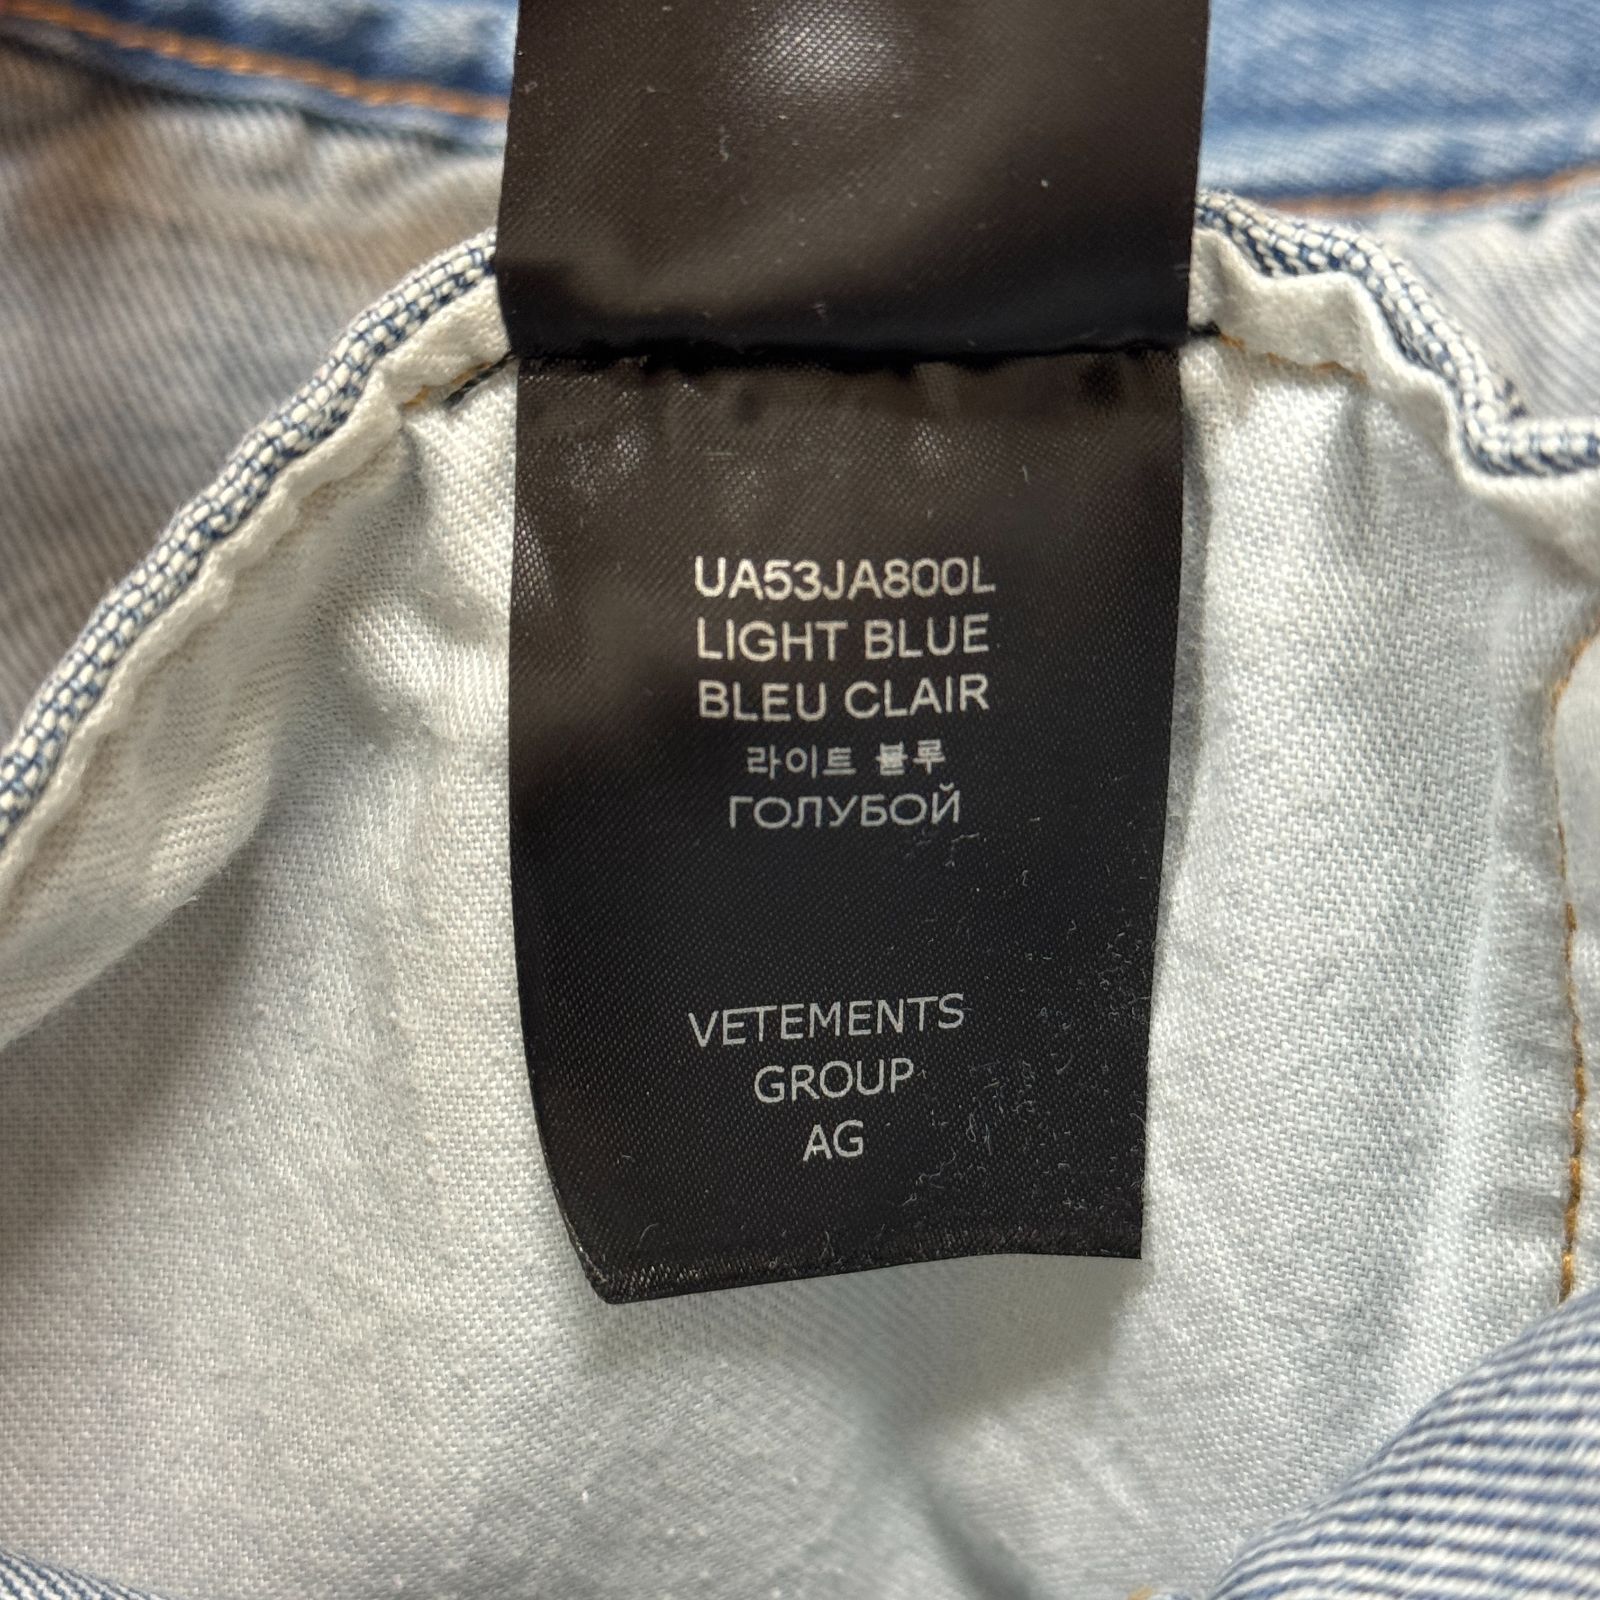 UA53JA800L
LIGHT BLUE
BLEU CLAIR
라이트 블루
ГОЛУБОЙ
VETEMENTS
GROUP
AG